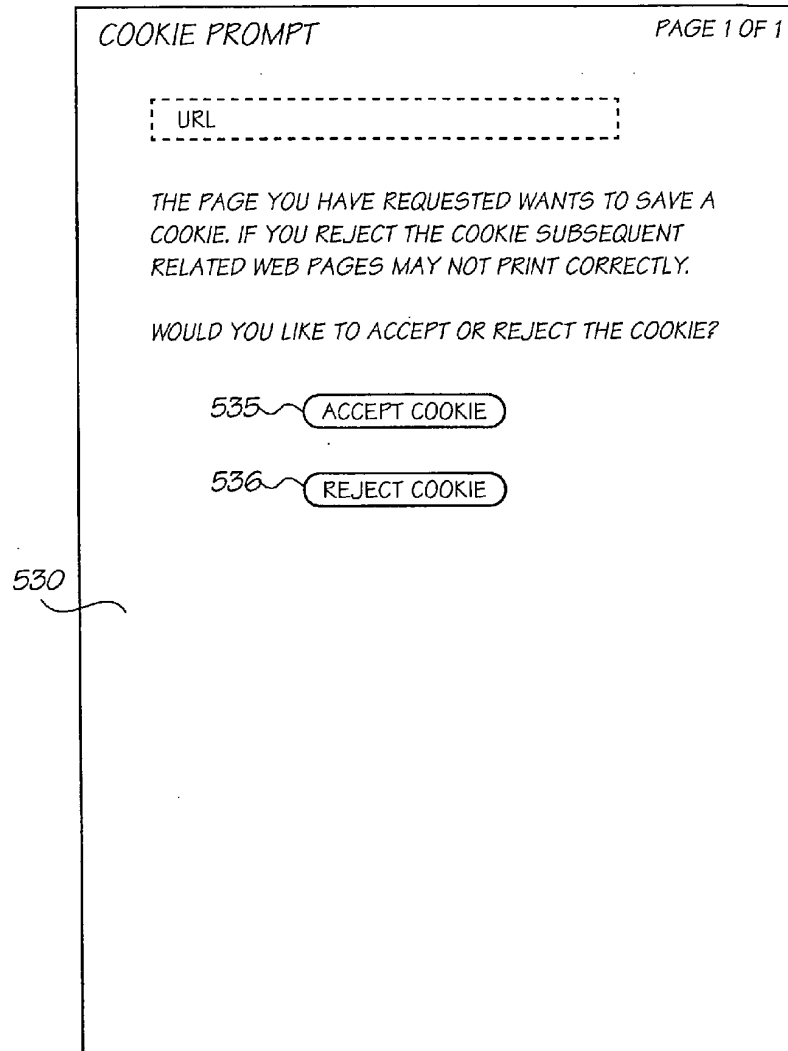 COOKIE PROMPT PAGE 1 OF 1
URL
THE PAGE YOU HAVE REQUESTED WANTS TO SAVE A
COOKIE. IF YOU REJECT THE COOKIE SUBSEQUENT
RELATED WEB PAGES MAY NOT PRINT CORRECTLY.
WOULD YOU LIKE TO ACCEPT OR REJECT THE COOKIE?
535 ACCEPT COOKIE
536 REJECT COOKIE
530